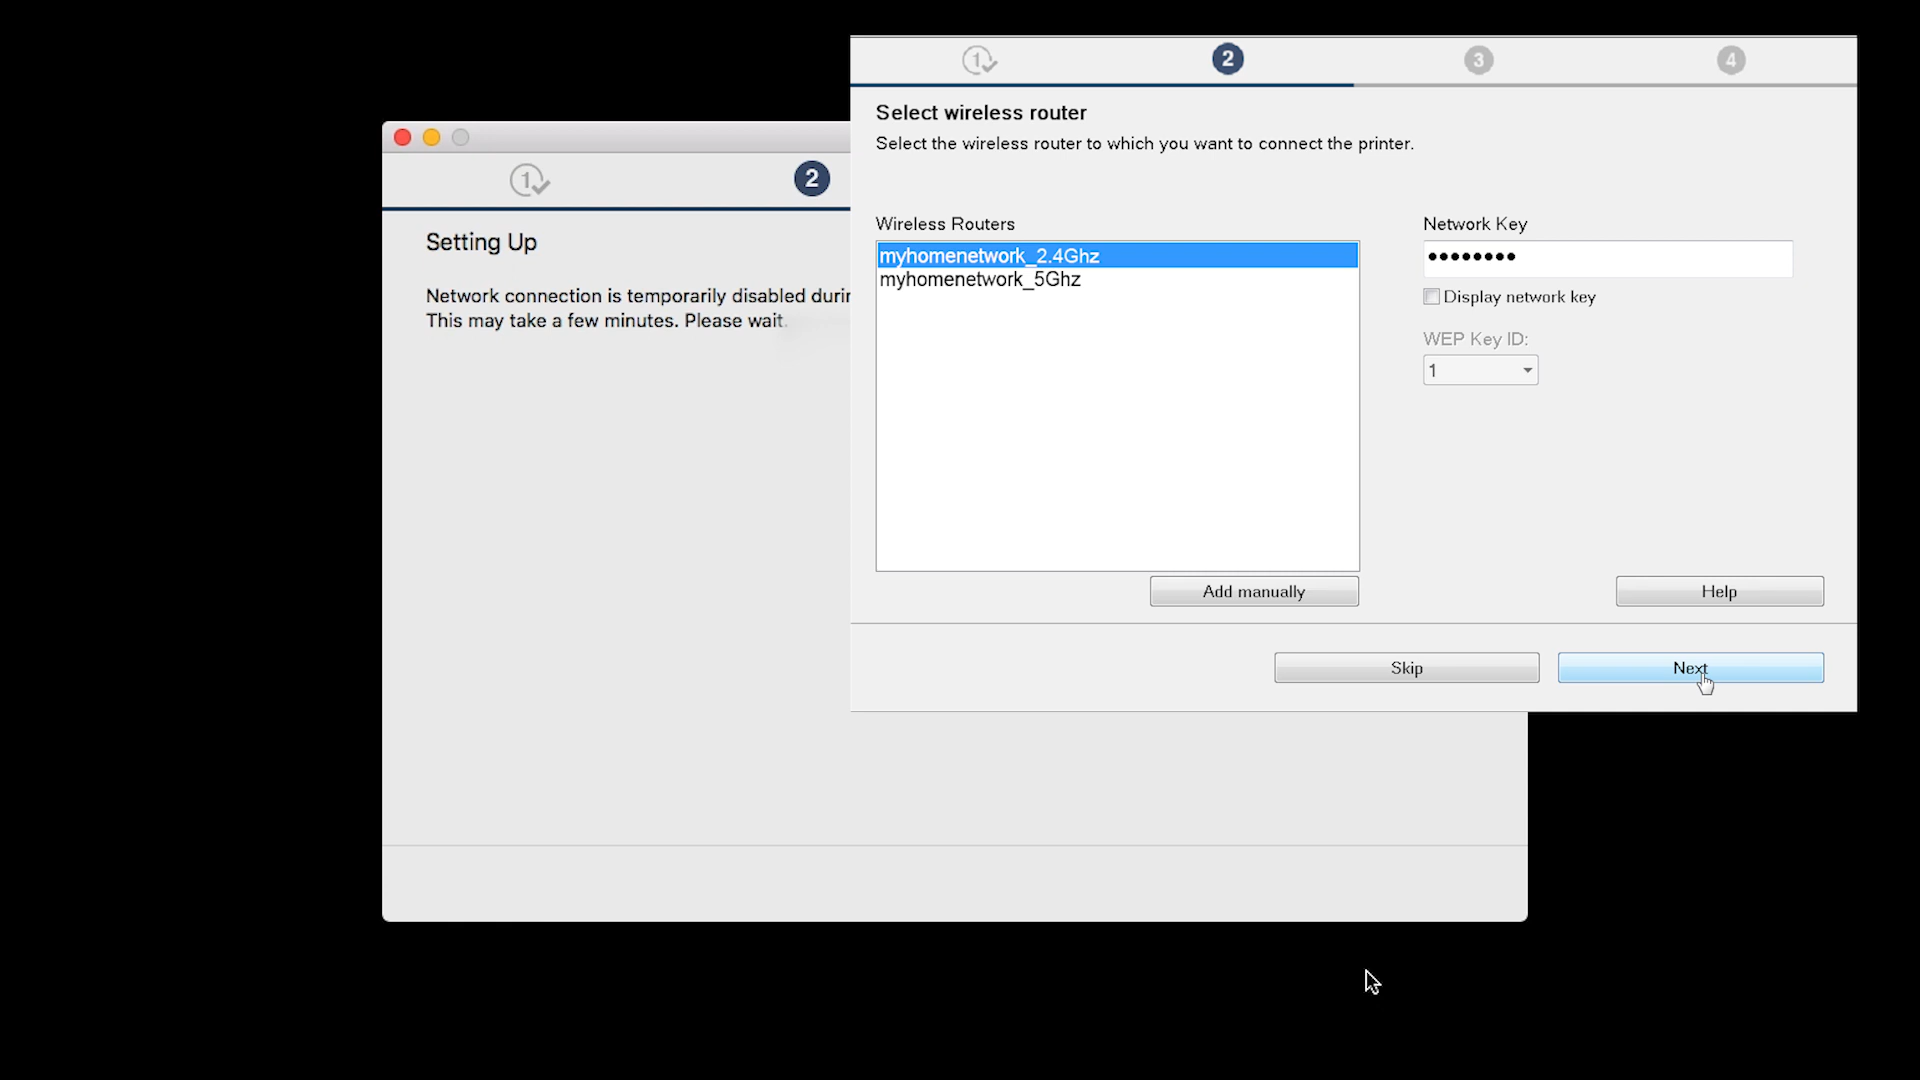 1
2
3
4
Select wireless router
Select the wireless router to which you want to connect the printer.
Wireless Routers
myhomenetwork_2.4Ghz
myhomenetwork_5Ghz
Add manually
Network Key
Display network key
WEP Key ID:
1
Help
Skip
Next
1
2
Setting Up
Network connection is temporarily disabled
This may take a few minutes. Please wait.